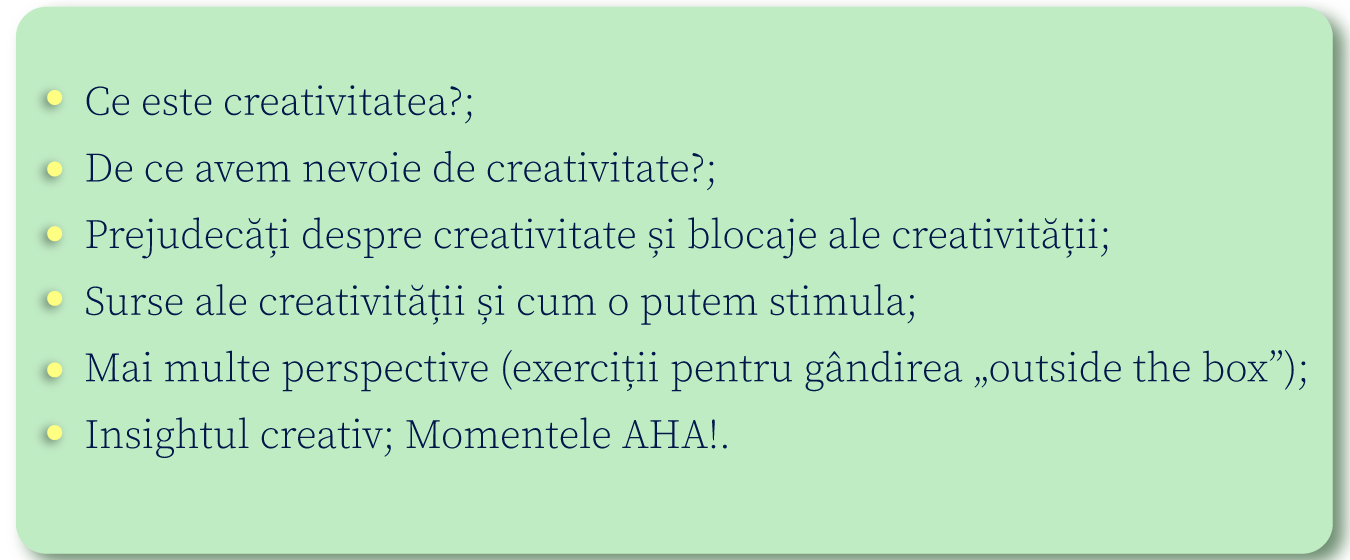 Ce este creativitatea?;
De ce avem nevoie de creativitate?;
Prejudecăți despre creativitate și blocaje ale creativității;
Surse ale creativității și cum o putem stimula;
Mai multe perspective (exerciții pentru gândirea „outside the box”);
Insightul creativ; Momentele AHA!.